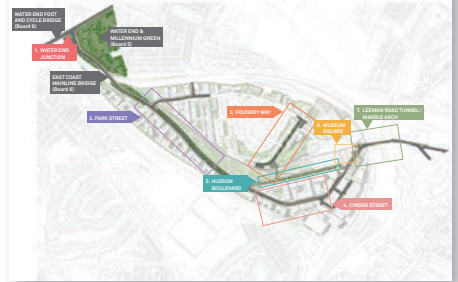 WATER END FOOT
AND CYCLE BRIDGE
(Board 6)
WATER END &
MILLENNIUM GREEN
(Board 5)
1. WATER END
JUNCTION
EAST COAST
MAINLINE BRIDGE
(Board 6)
2. PARK STREET
3. FOUNDRY WAY
7. LEEMAN ROAD TUNNEL /
MARBLE ARCH
6. MUSEUM
SQUARE
5. HUDSON
BOULEVARD
4. CINDER STREET